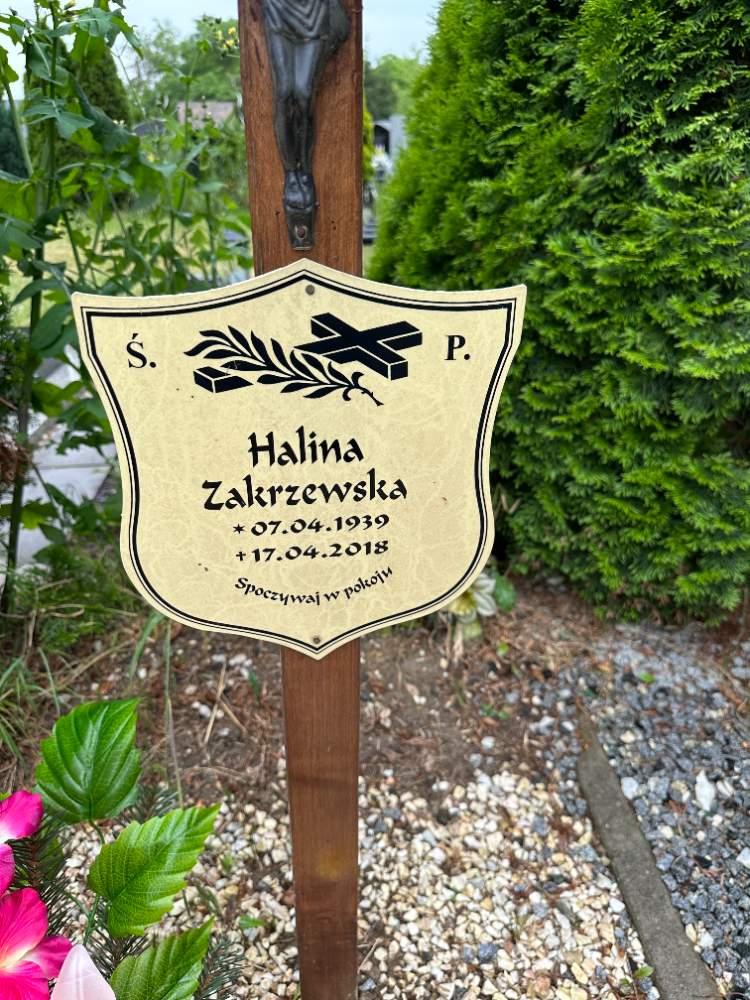 Ś. P.
Halina
Zakrzewska
* 07.04.1939
+ 17.04.2018
Spoczywaj w pokoju